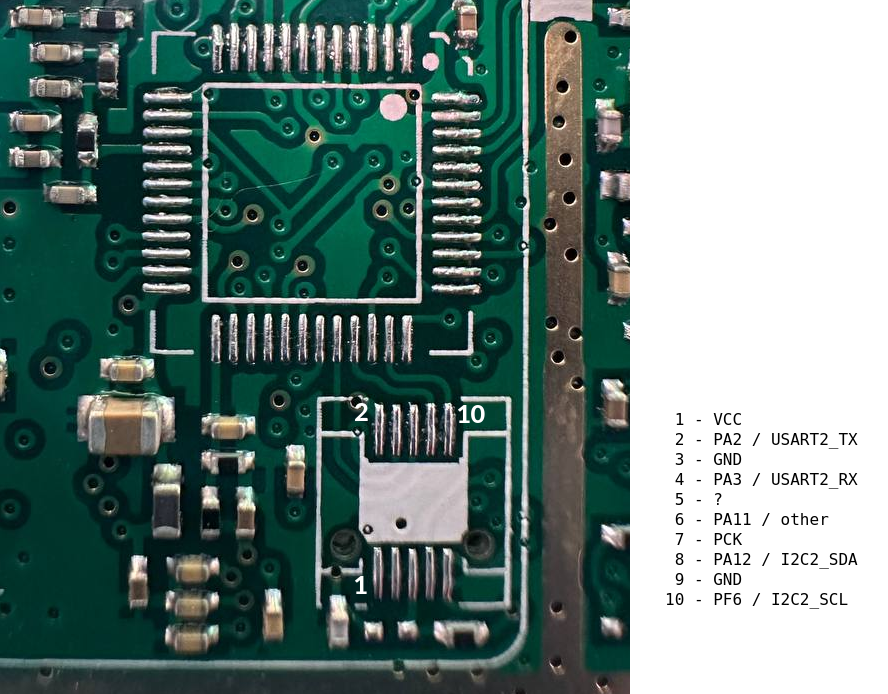 2 10
1
1 - VCC
2 - PA2 / USART2_TX
3 - GND
4 - PA3 / USART2_RX
5 - ?
6 - PA11 / other
7 - PCK
8 - PA12 / I2C2_SDA
9 - GND
10 - PF6 / I2C2_SCL